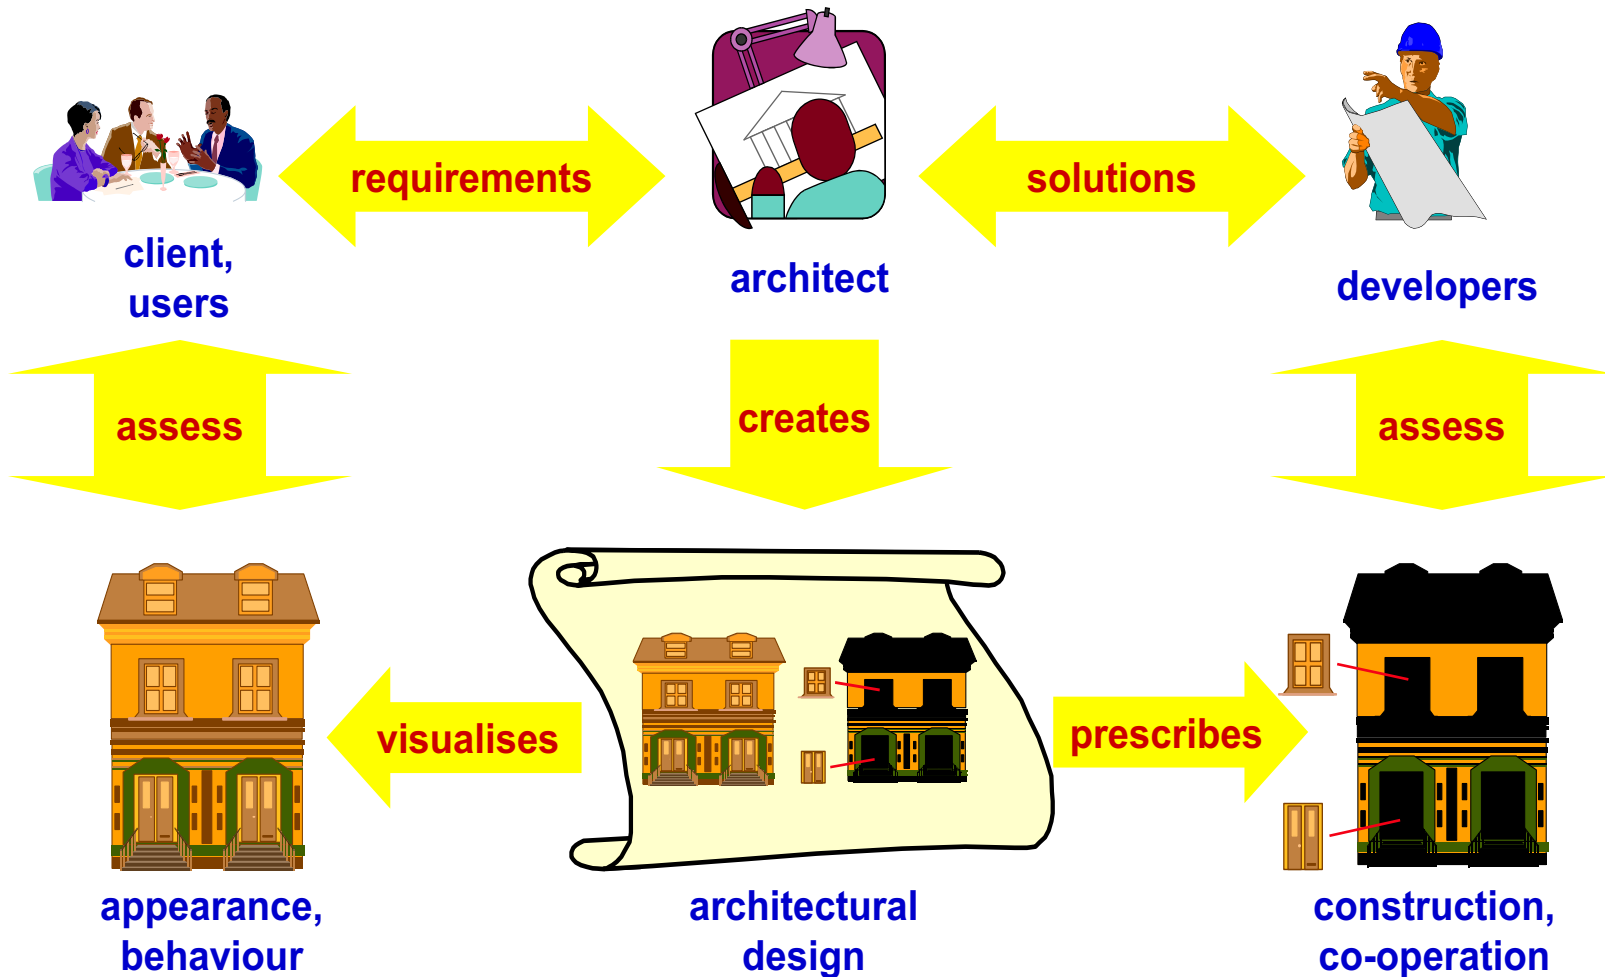 requirements
solutions
client,
users
architect
developers
assess
creates
assess
visualises
prescribes
appearance,
behaviour
architectural
design
construction,
co-operation